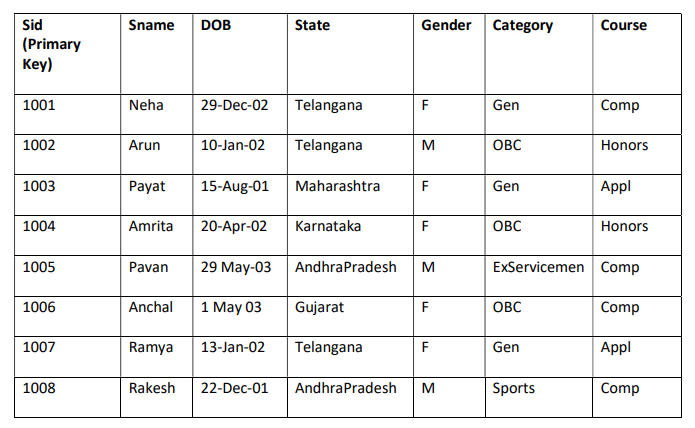 Sid (Primary Key) Sname DOB State Gender Category Course
1001 Neha 29-Dec-02 Telangana F Gen Comp
1002 Arun 10-Jan-02 Telangana M OBC Honors
1003 Payat 15-Aug-01 Maharashtra F Gen Appl
1004 Amrita 20-Apr-02 Karnataka F OBC Honors
1005 Pavan 29 May-03 AndhraPradesh M ExServicemen Comp
1006 Anchal 1 May 03 Gujarat F OBC Comp
1007 Ramya 13-Jan-02 Telangana F Gen Appl
1008 Rakesh 22-Dec-01 AndhraPradesh M Sports Comp